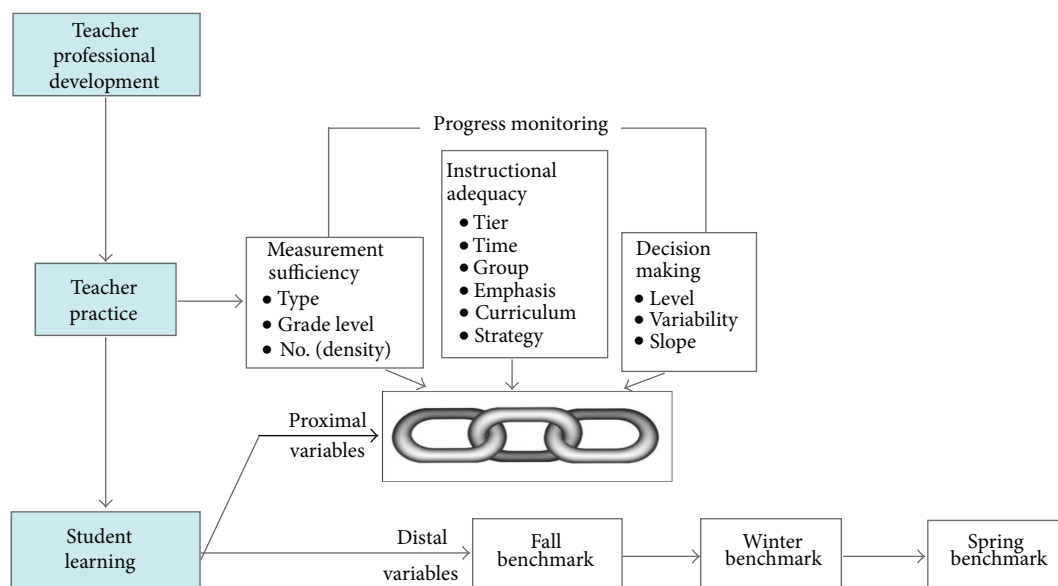 Teacher
professional
development
Progress monitoring
Instructional
adequacy
● Tier
● Time
● Group
● Emphasis
● Curriculum
● Strategy
Measurement
sufficiency
● Type
● Grade level
● No. (density)
Decision
making
● Level
● Variability
● Slope
Teacher
practice
Proximal
variables
Student
learning
Distal
variables
Fall
benchmark
Winter
benchmark
Spring
benchmark